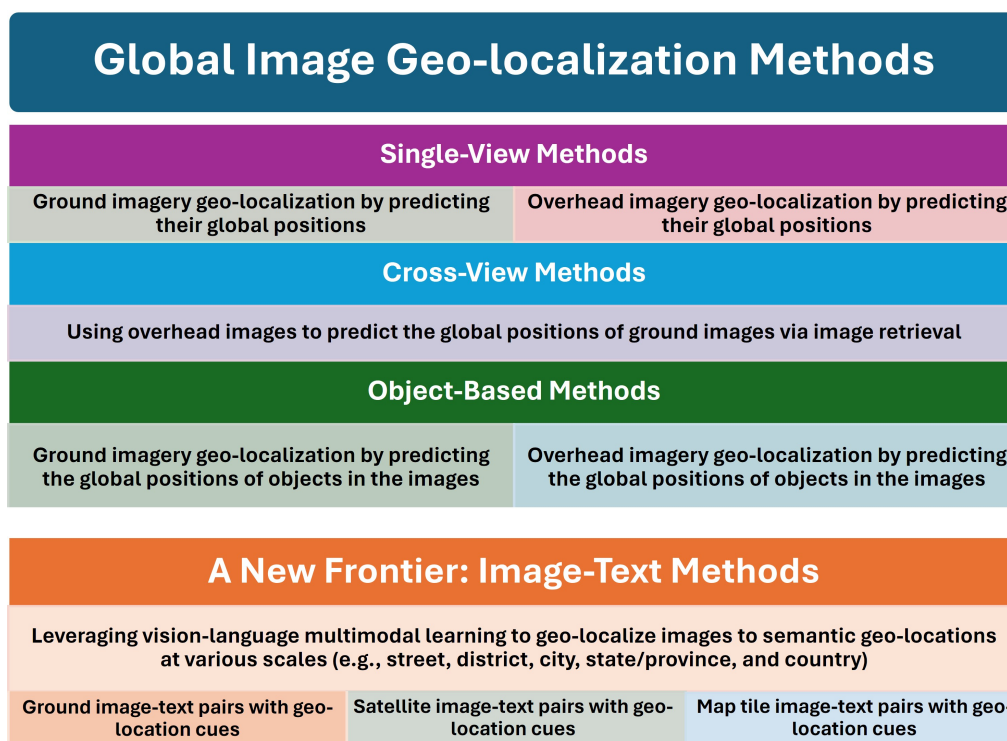 Global Image Geo-localization Methods
Single-View Methods
Ground imagery geo-localization by predicting
their global positions
Overhead imagery geo-localization by predicting
their global positions
Cross-View Methods
Using overhead images to predict the global positions of ground images via image retrieval
Object-Based Methods
Ground imagery geo-localization by predicting
the global positions of objects in the images
Overhead imagery geo-localization by predicting
the global positions of objects in the images
A New Frontier: Image-Text Methods
Leveraging vision-language multimodal learning to geo-localize images to semantic geo-locations
at various scales (e.g., street, district, city, state/province, and country)
Ground image-text pairs with geo-
location cues
Satellite image-text pairs with geo-
location cues
Map tile image-text pairs with geo-
location cues